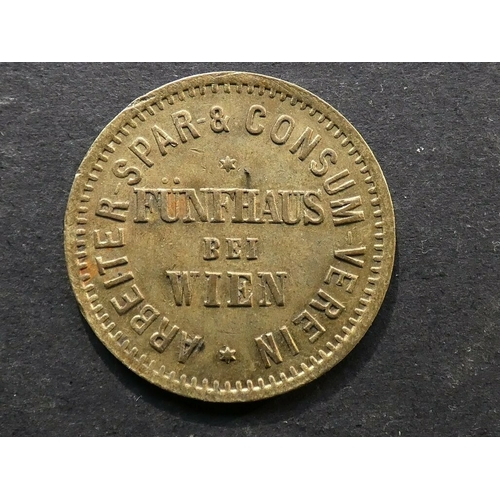 ARBEITER-SPAR-& CONSUM-VEREIN
FÜNFHAUS
BEI
WIEN